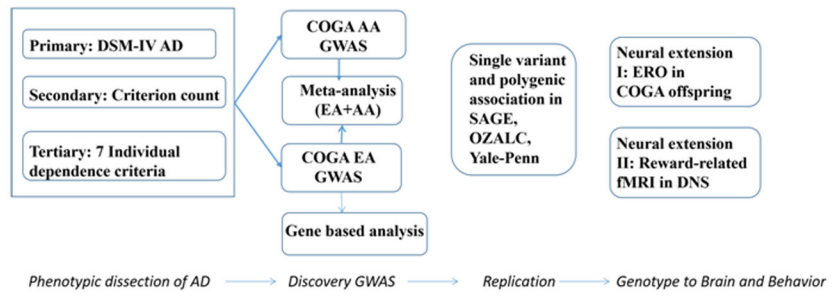 Primary: DSM-IV AD
Secondary: Criterion count
Tertiary: 7 Individual
dependence criteria
COGA AA
GWAS
Meta-analysis
(EA+AA)
COGA EA
GWAS
Gene based analysis
Single variant
and polygenic
association in
SAGE,
OZALC,
Yale-Penn
Neural extension
I: ERO in
COGA offspring
Neural extension
II: Reward-related
fMRI in DNS
Phenotypic dissection of AD
Discovery GWAS
Replication
Genotype to Brain and Behavior